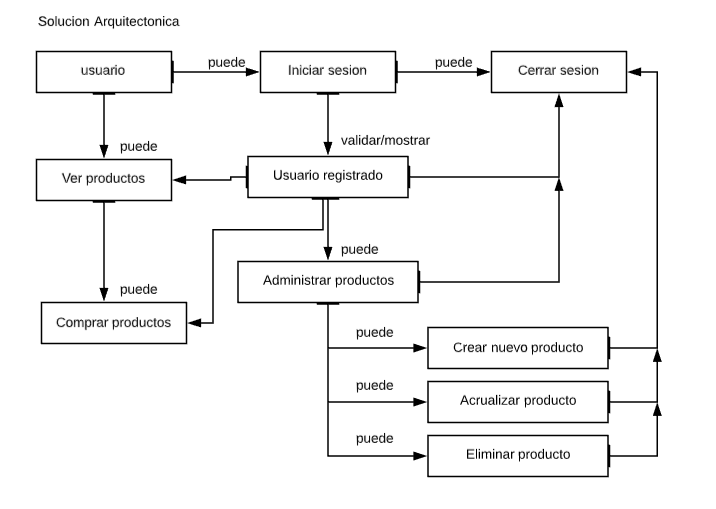 Solucion Arquitectonica
usuario
puede
Iniciar sesion
puede
Cerrar sesion
puede
validar/mostrar
Ver productos
Usuario registrado
puede
puede
Administrar productos
Comprar productos
puede
Crear nuevo producto
puede
Acrualizar producto
puede
Eliminar producto